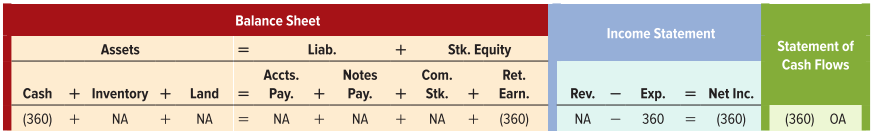 Balance Sheet
Income Statement
Statement of
Cash Flows
Assets = Liab. + Stk. Equity
Accts. Notes Com. Ret.
Cash + Inventory + Land = Pay. + Pay. + Stk. + Earn. Rev. − Exp. = Net Inc.
(360) + NA + NA = NA + NA + NA + (360) NA − 360 = (360) (360) OA